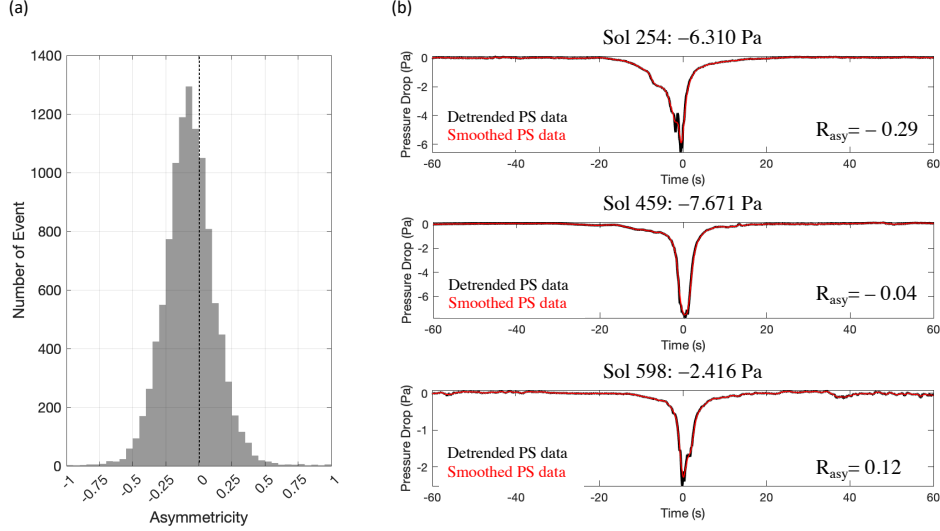 (a)
1400
1200
1000
800
600
400
200
0
-1
-0.75
-0.5
-0.25
0
0.25
0.5
0.75
1
Number of Event
Asymmetricity
(b)
Sol 254: −6.310 Pa
Pressure Drop (Pa)
0
-2
-4
-6
Detrended PS data
Smoothed PS data
Rasy= − 0.29
-60
-40
-20
0
20
40
60
Time (s)
Sol 459: −7.671 Pa
Pressure Drop (Pa)
0
-2
-4
-6
Detrended PS data
Smoothed PS data
Rasy= − 0.04
-60
-40
-20
0
20
40
60
Time (s)
Sol 598: −2.416 Pa
Pressure Drop (Pa)
0
-1
-2
Detrended PS data
Smoothed PS data
Rasy= 0.12
-60
-40
-20
0
20
40
60
Time (s)